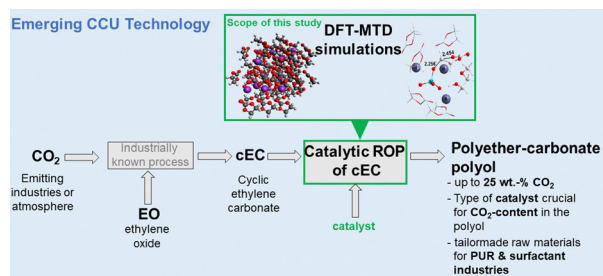 Emerging CCU Technology
Scope of this study
DFT-MTD
simulations
2.454
2.256
CO2
Emitting
industries or
atmosphere
Industrially
known process
EO
ethylene
oxide
cEC
Cyclic
ethylene
carbonate
Catalytic ROP
of cEC
catalyst
Polyether-carbonate
polyol
- up to 25 wt.-% CO2
- Type of catalyst crucial
for CO2-content in the
polyol
- tailormade raw materials
for PUR & surfactant
industries